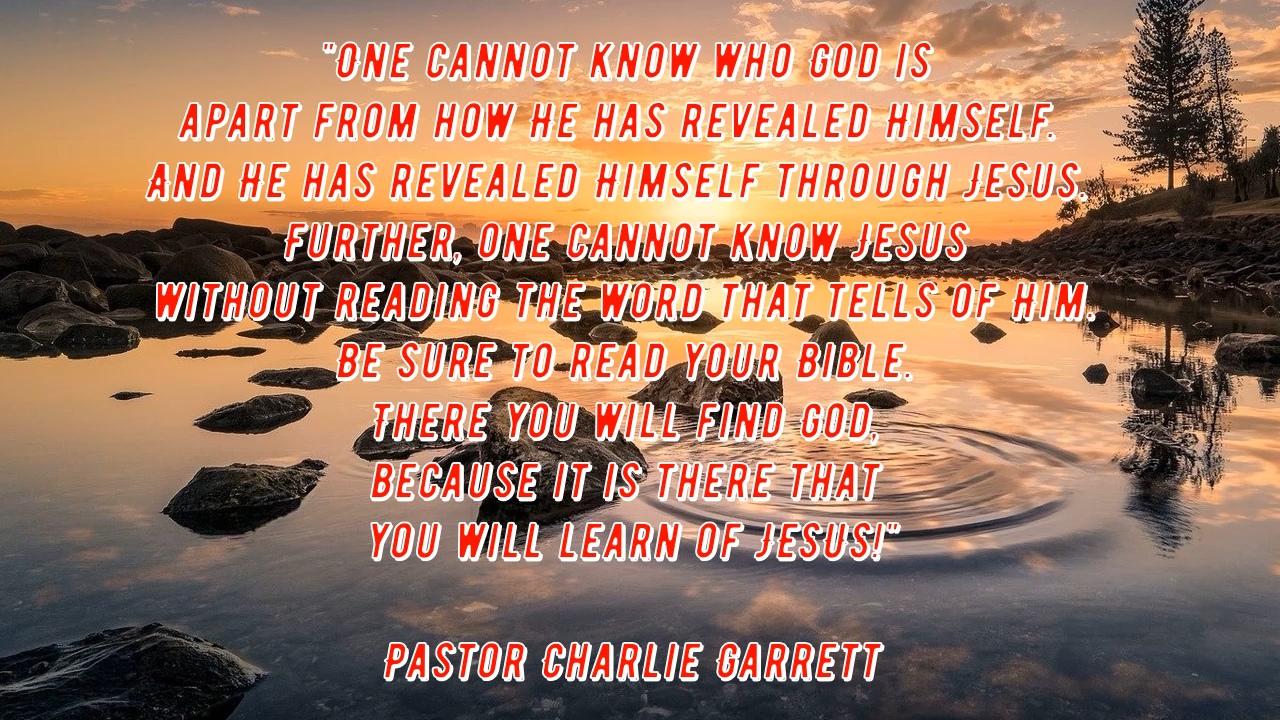 "One cannot know who God is
apart from how He has revealed Himself.
And He has revealed Himself through Jesus.
Further, one cannot know Jesus
without reading the word that tells of Him.
Be sure to read your Bible.
There you will find God,
because it is there that
you will learn of Jesus!"
Pastor Charlie Garrett